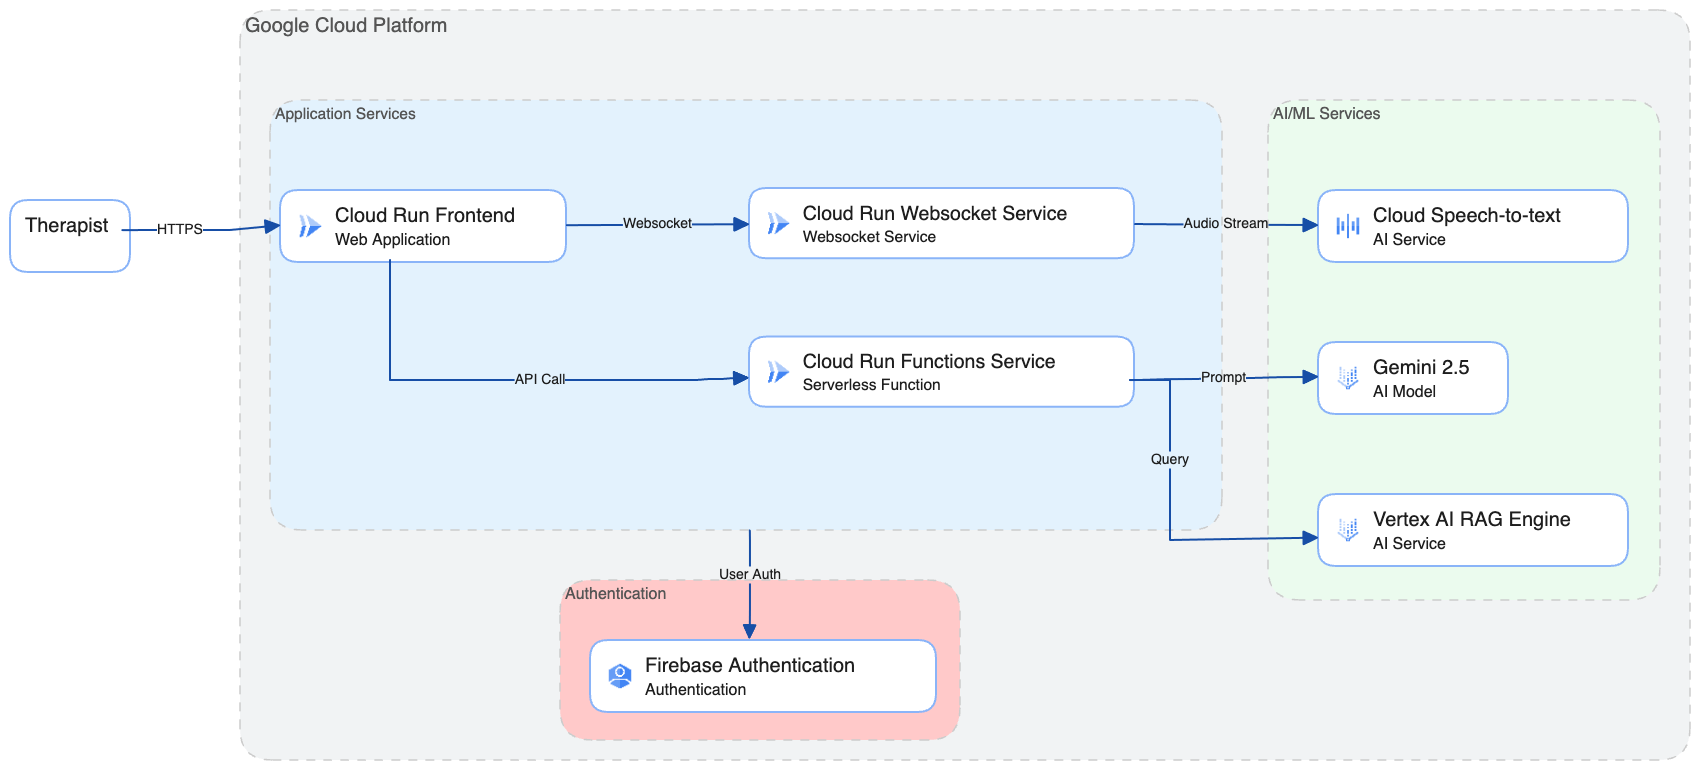 Google Cloud Platform
Application Services
AI/ML Services
Therapist
HTTPS
Cloud Run Frontend
Web Application
Websocket
Cloud Run Websocket Service
Websocket Service
Audio Stream
Cloud Speech-to-text
AI Service
API Call
Cloud Run Functions Service
Serverless Function
Prompt
Gemini 2.5
AI Model
Query
Vertex AI RAG Engine
AI Service
User Auth
Authentication
Firebase Authentication
Authentication